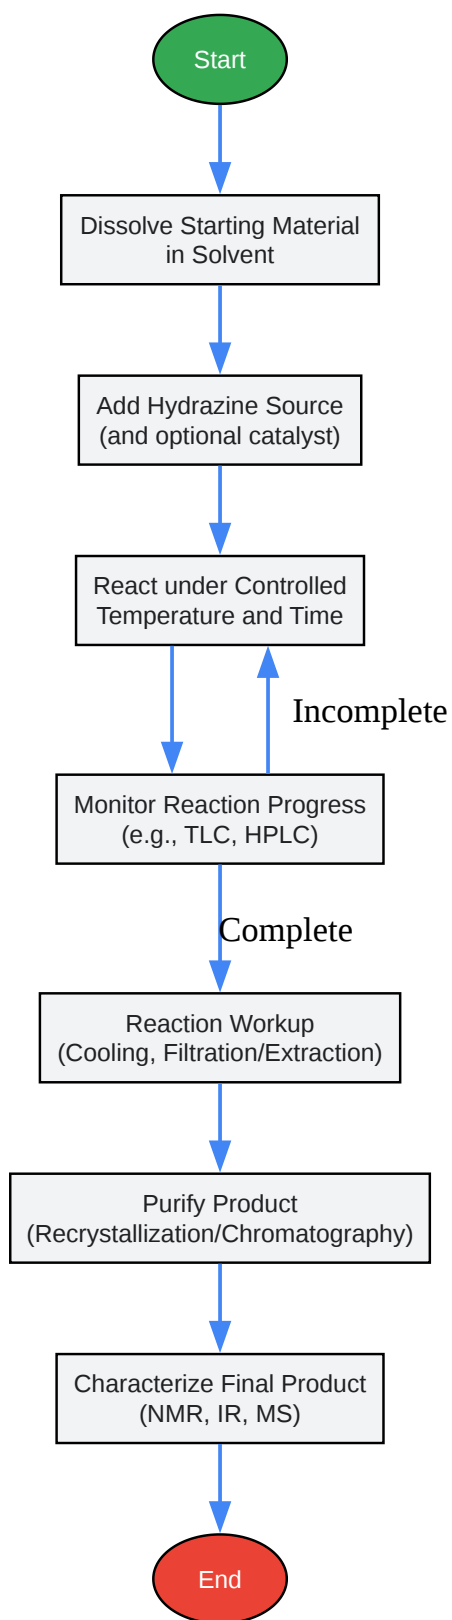 Start
Dissolve Starting Material
in Solvent
Add Hydrazine Source
(and optional catalyst)
React under Controlled
Temperature and Time
Incomplete
Monitor Reaction Progress
(e.g., TLC, HPLC)
Complete
Reaction Workup
(Cooling, Filtration/Extraction)
Purify Product
(Recrystallization/Chromatography)
Characterize Final Product
(NMR, IR, MS)
End